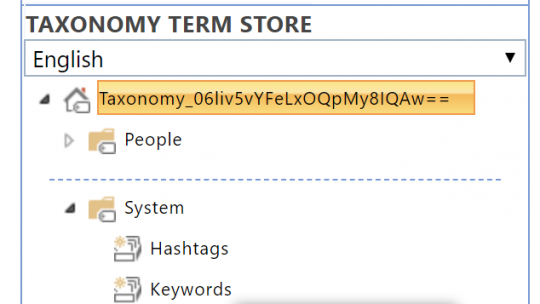 TAXONOMY TERM STORE
English
Taxonomy_06Iiv5vYFeLxOQpMy8IQAw==
People
System
Hashtags
Keywords